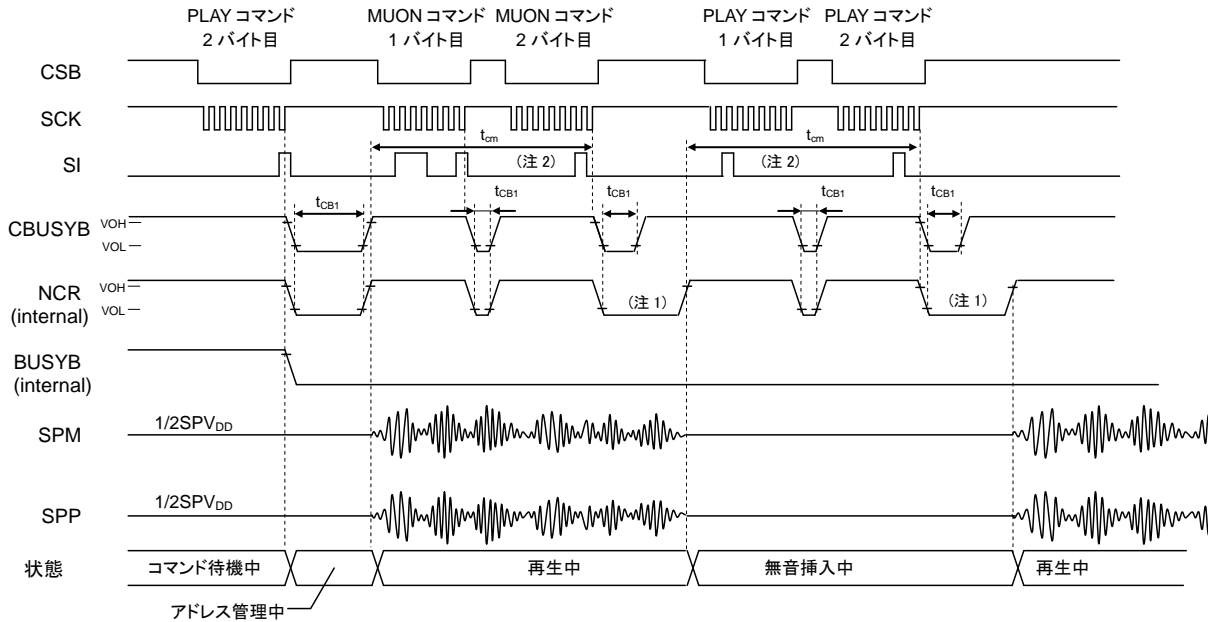 PLAY コマンド MUON コマンド MUON コマンド PLAY コマンド PLAY コマンド
2 バイト目 1 バイト目 2 バイト目 1 バイト目 2 バイト目
CSB
SCK
tcm tcm
SI (注 2) (注 2)
tCB1 tCB1 tCB1 tCB1 tCB1
CBUSYB VOH
VOL
NCR VOH
(internal) VOL (注 1) (注 1)
BUSYB
(internal)
SPM 1/2SPVDD
SPP 1/2SPVDD
状態 コマンド待機中 再生中 無音挿入中 再生中
アドレス管理中